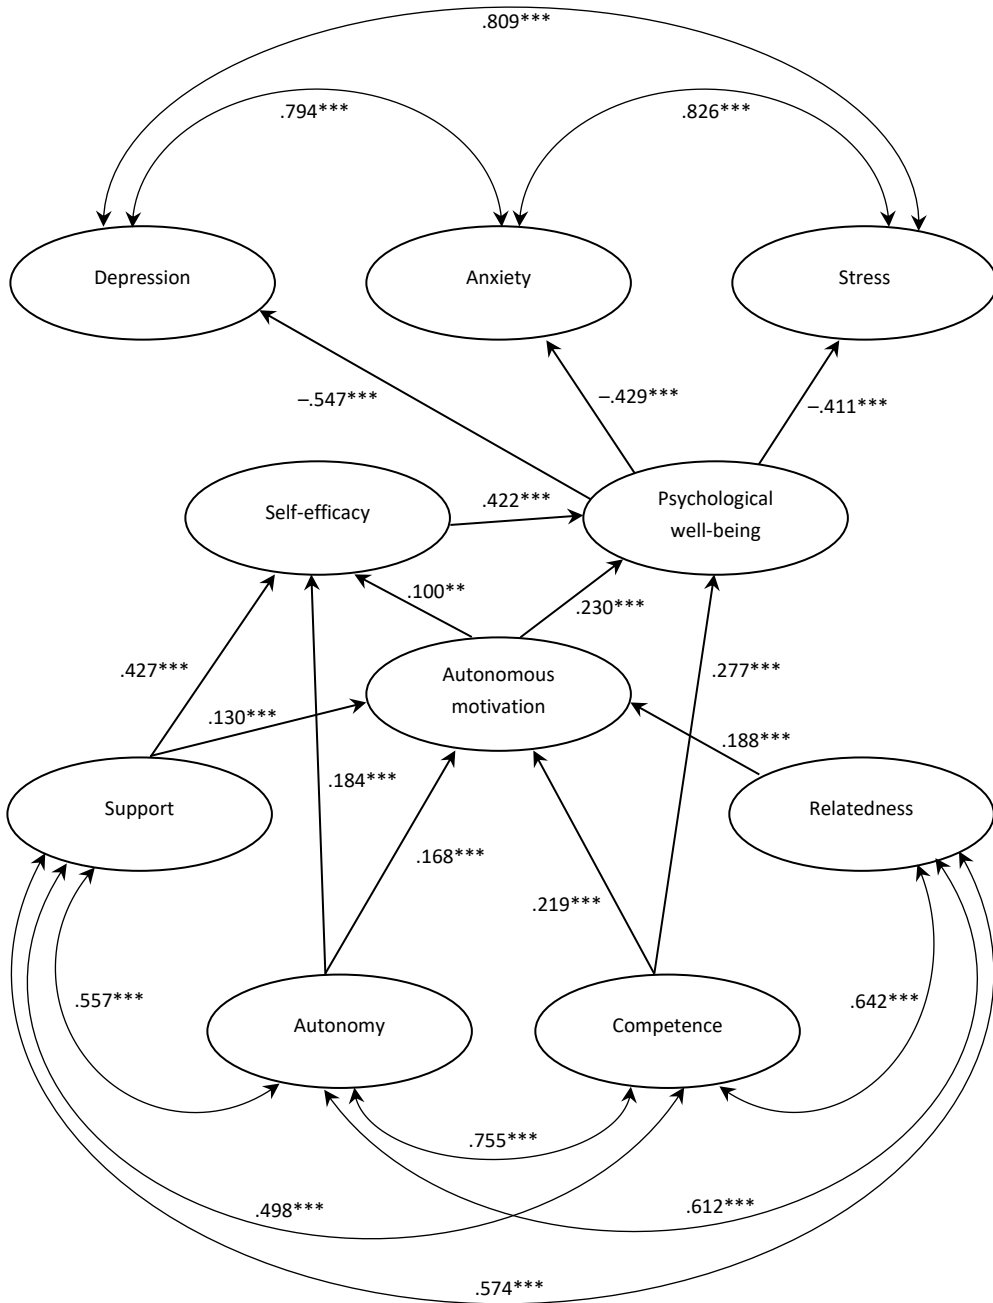 .809***
.794***
.826***
Depression
Anxiety
Stress
–.547***
–.429***
–.411***
Self-efficacy
.422***
Psychological
well-being
.100**
.230***
.427***
.277***
Autonomous
motivation
.130***
.188***
.184***
Support
Relatedness
.168***
.219***
.557***
Autonomy
Competence
.642***
.755***
.498***
.612***
.574***